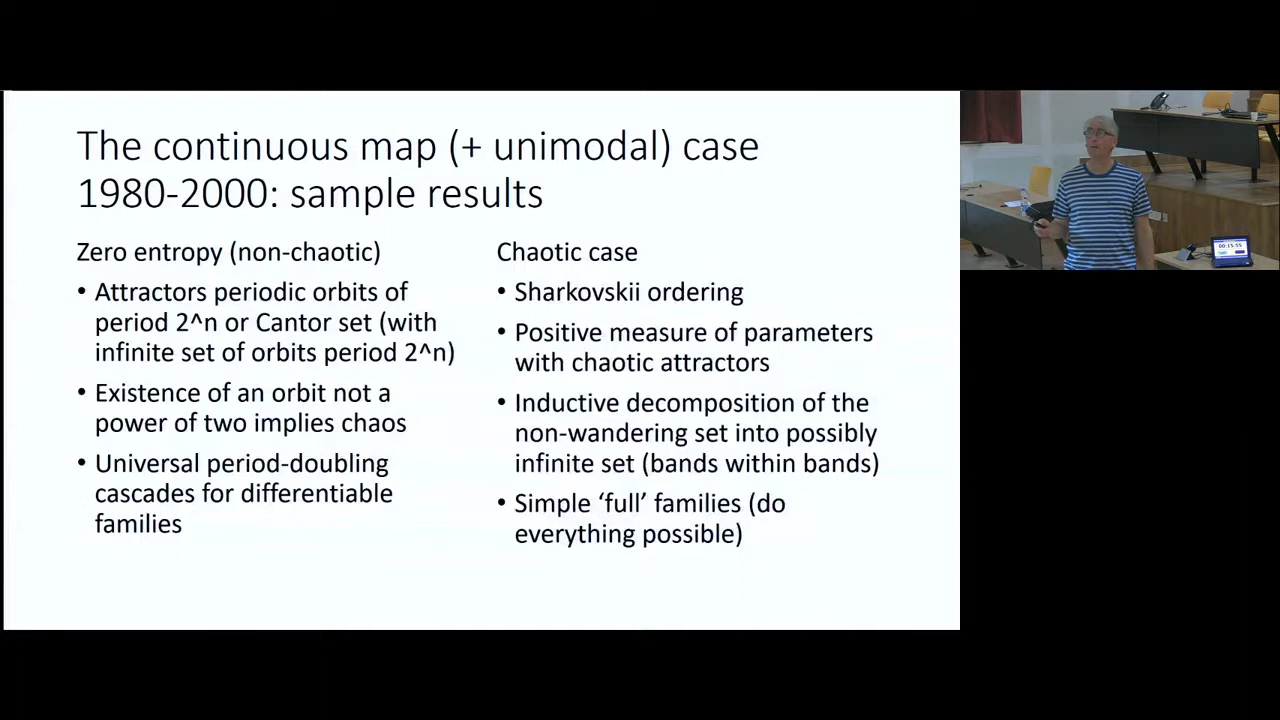 The continuous map (+ unimodal) case
1980-2000: sample results
Zero entropy (non-chaotic)
• Attractors periodic orbits of
period 2^n or Cantor set (with
infinite set of orbits period 2^n)
• Existence of an orbit not a
power of two implies chaos
• Universal period-doubling
cascades for differentiable
families
Chaotic case
• Sharkovskii ordering
• Positive measure of parameters
with chaotic attractors
• Inductive decomposition of the
non-wandering set into possibly
infinite set (bands within bands)
• Simple ‘full’ families (do
everything possible)
00:15:55